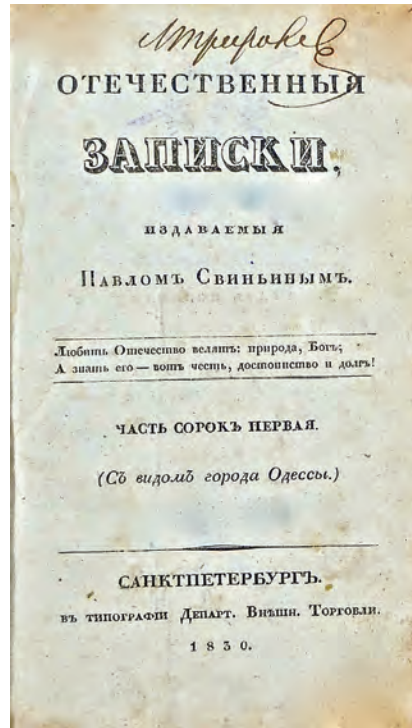 ОТЕЧЕСТВЕННЫЯ
ЗАПИСКИ,
ИЗДАВАЕМЫЯ
ПАВЛОМЪ СВИНЬИНЫМЪ.
Любить Отечество велятъ: природа, Богъ;
А знать его — вотъ честь, достоинство и долгъ!
ЧАСТЬ СОРОКЪ ПЕРВАЯ.
(Съ видомъ города Одессы.)
САНКТПЕТЕРБУРГЪ.
ВЪ ТИПОГРАФІИ ДЕПАРТ. ВНѢШН. ТОРГОВЛИ.
1830.